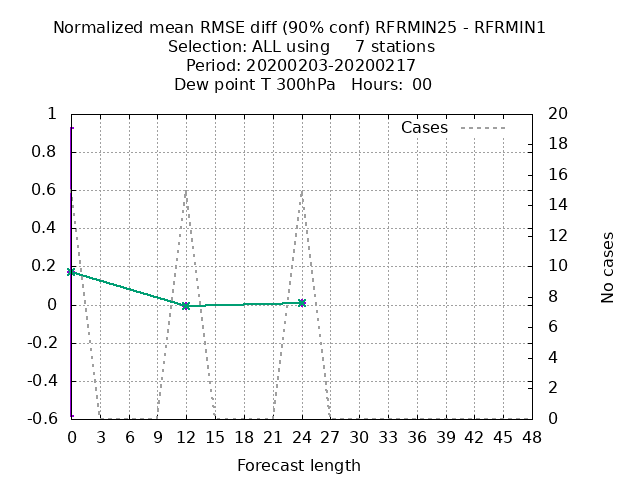 Normalized mean RMSE diff (90% conf) RFRMIN25 - RFRMIN1
Selection: ALL using     7 stations
Period: 20200203-20200217
Dew point T 300hPa   Hours: 00
Cases
1
0.8
0.6
0.4
0.2
0
-0.2
-0.4
-0.6
20
18
16
14
12
10
8
6
4
2
0
No cases
0 3 6 9 12 15 18 21 24 27 30 33 36 39 42 45 48
Forecast length